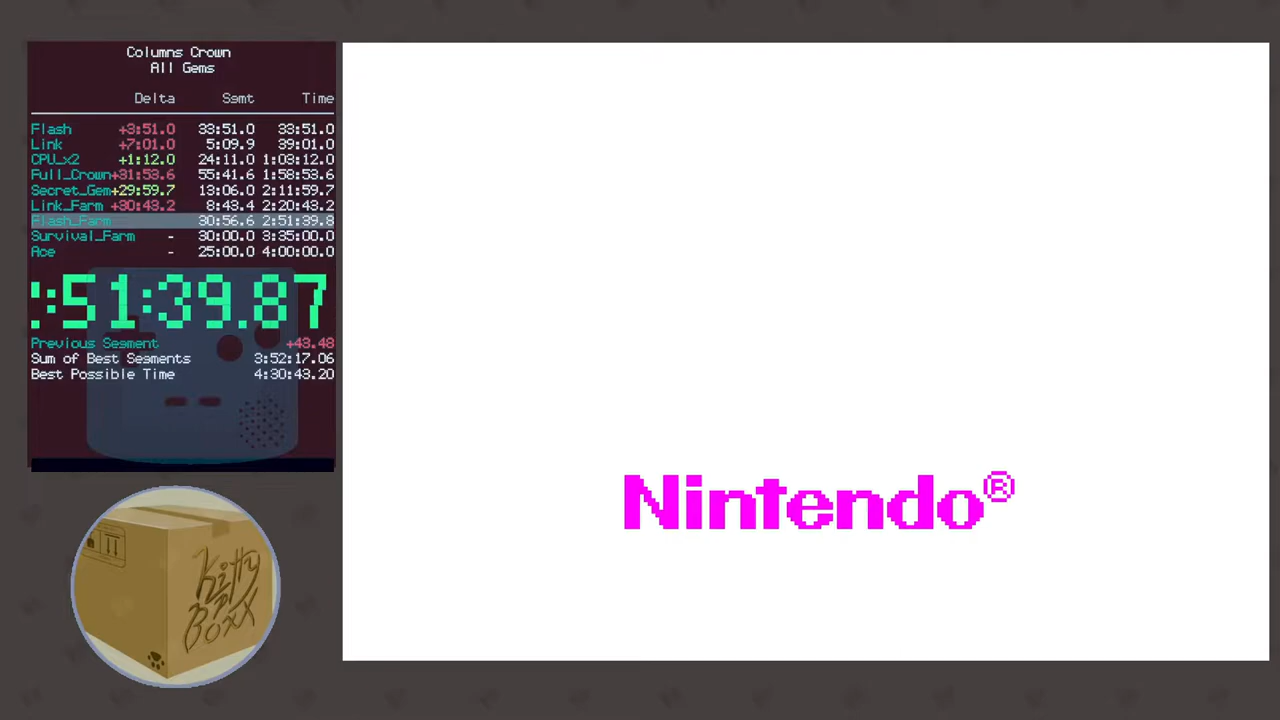 Columns Crown
All Gems
Delta Sgmt Time
Flash +3:51.0 33:51.0 33:51.0
Link +7:01.0 5:09.9 39:01.0
CPU_x2 +1:12.0 24:11.0 1:03:12.0
Full_Crown+31:53.6 55:41.6 1:58:53.6
Secret_Gem+29:59.7 13:06.0 2:11:59.7
Link_Farm +30:43.2 8:43.4 2:20:43.2
Flash_Farm 30:56.6 2:51:39.8
Survival_Farm - 30:00.0 3:35:00.0
Ace - 25:00.0 4:00:00.0
:51:39.87
Previous Segment +43.48
Sum of Best Segments 3:52:17.06
Best Possible Time 4:30:43.20
Nintendo®
Kitty
Boxx